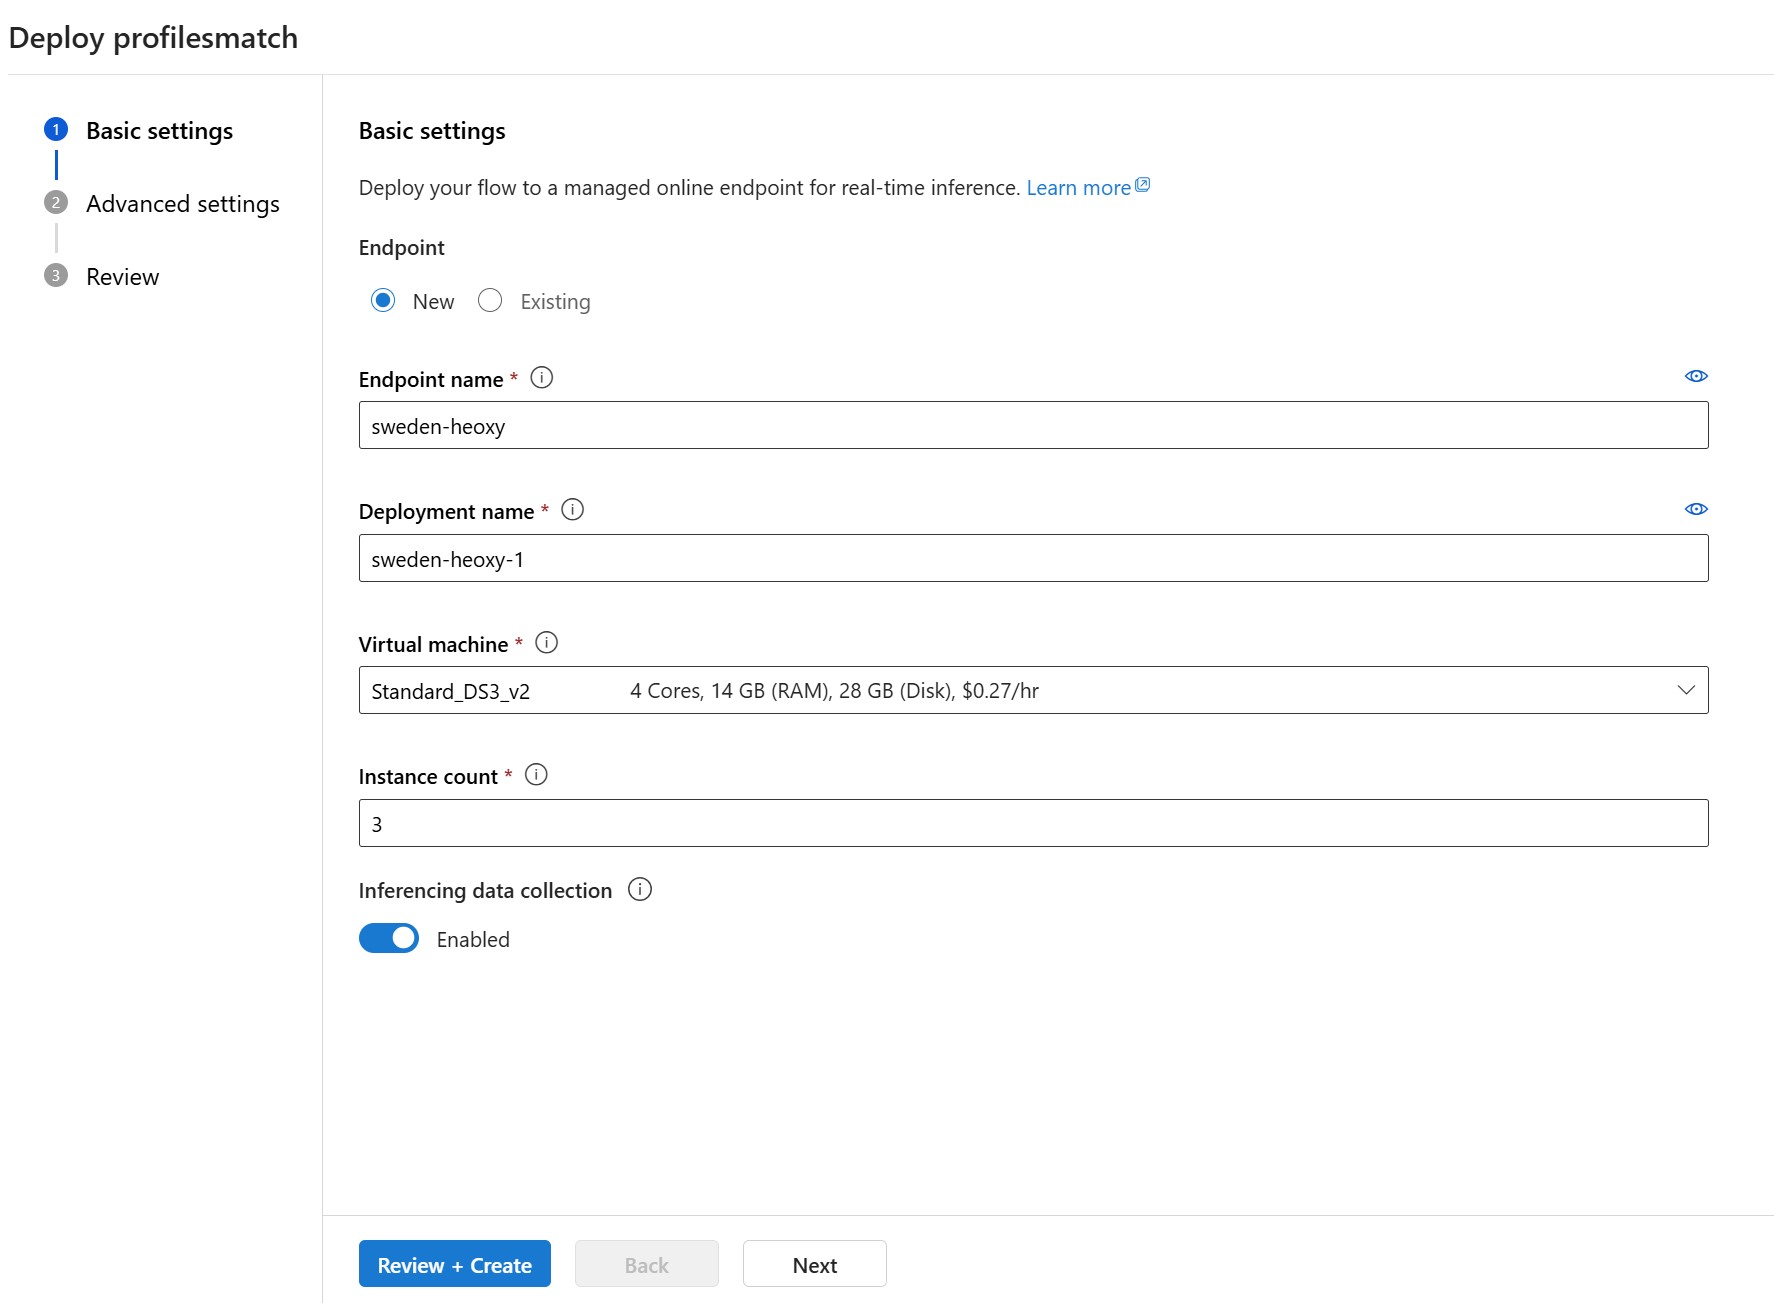 Deploy profilesmatch
1 Basic settings
2 Advanced settings
3 Review
Basic settings
Deploy your flow to a managed online endpoint for real-time inference. Learn more
Endpoint
New Existing
Endpoint name *
sweden-heoxy
Deployment name *
sweden-heoxy-1
Virtual machine *
Standard_DS3_v2 4 Cores, 14 GB (RAM), 28 GB (Disk), $0.27/hr
Instance count *
3
Inferencing data collection
Enabled
Review + Create Back Next